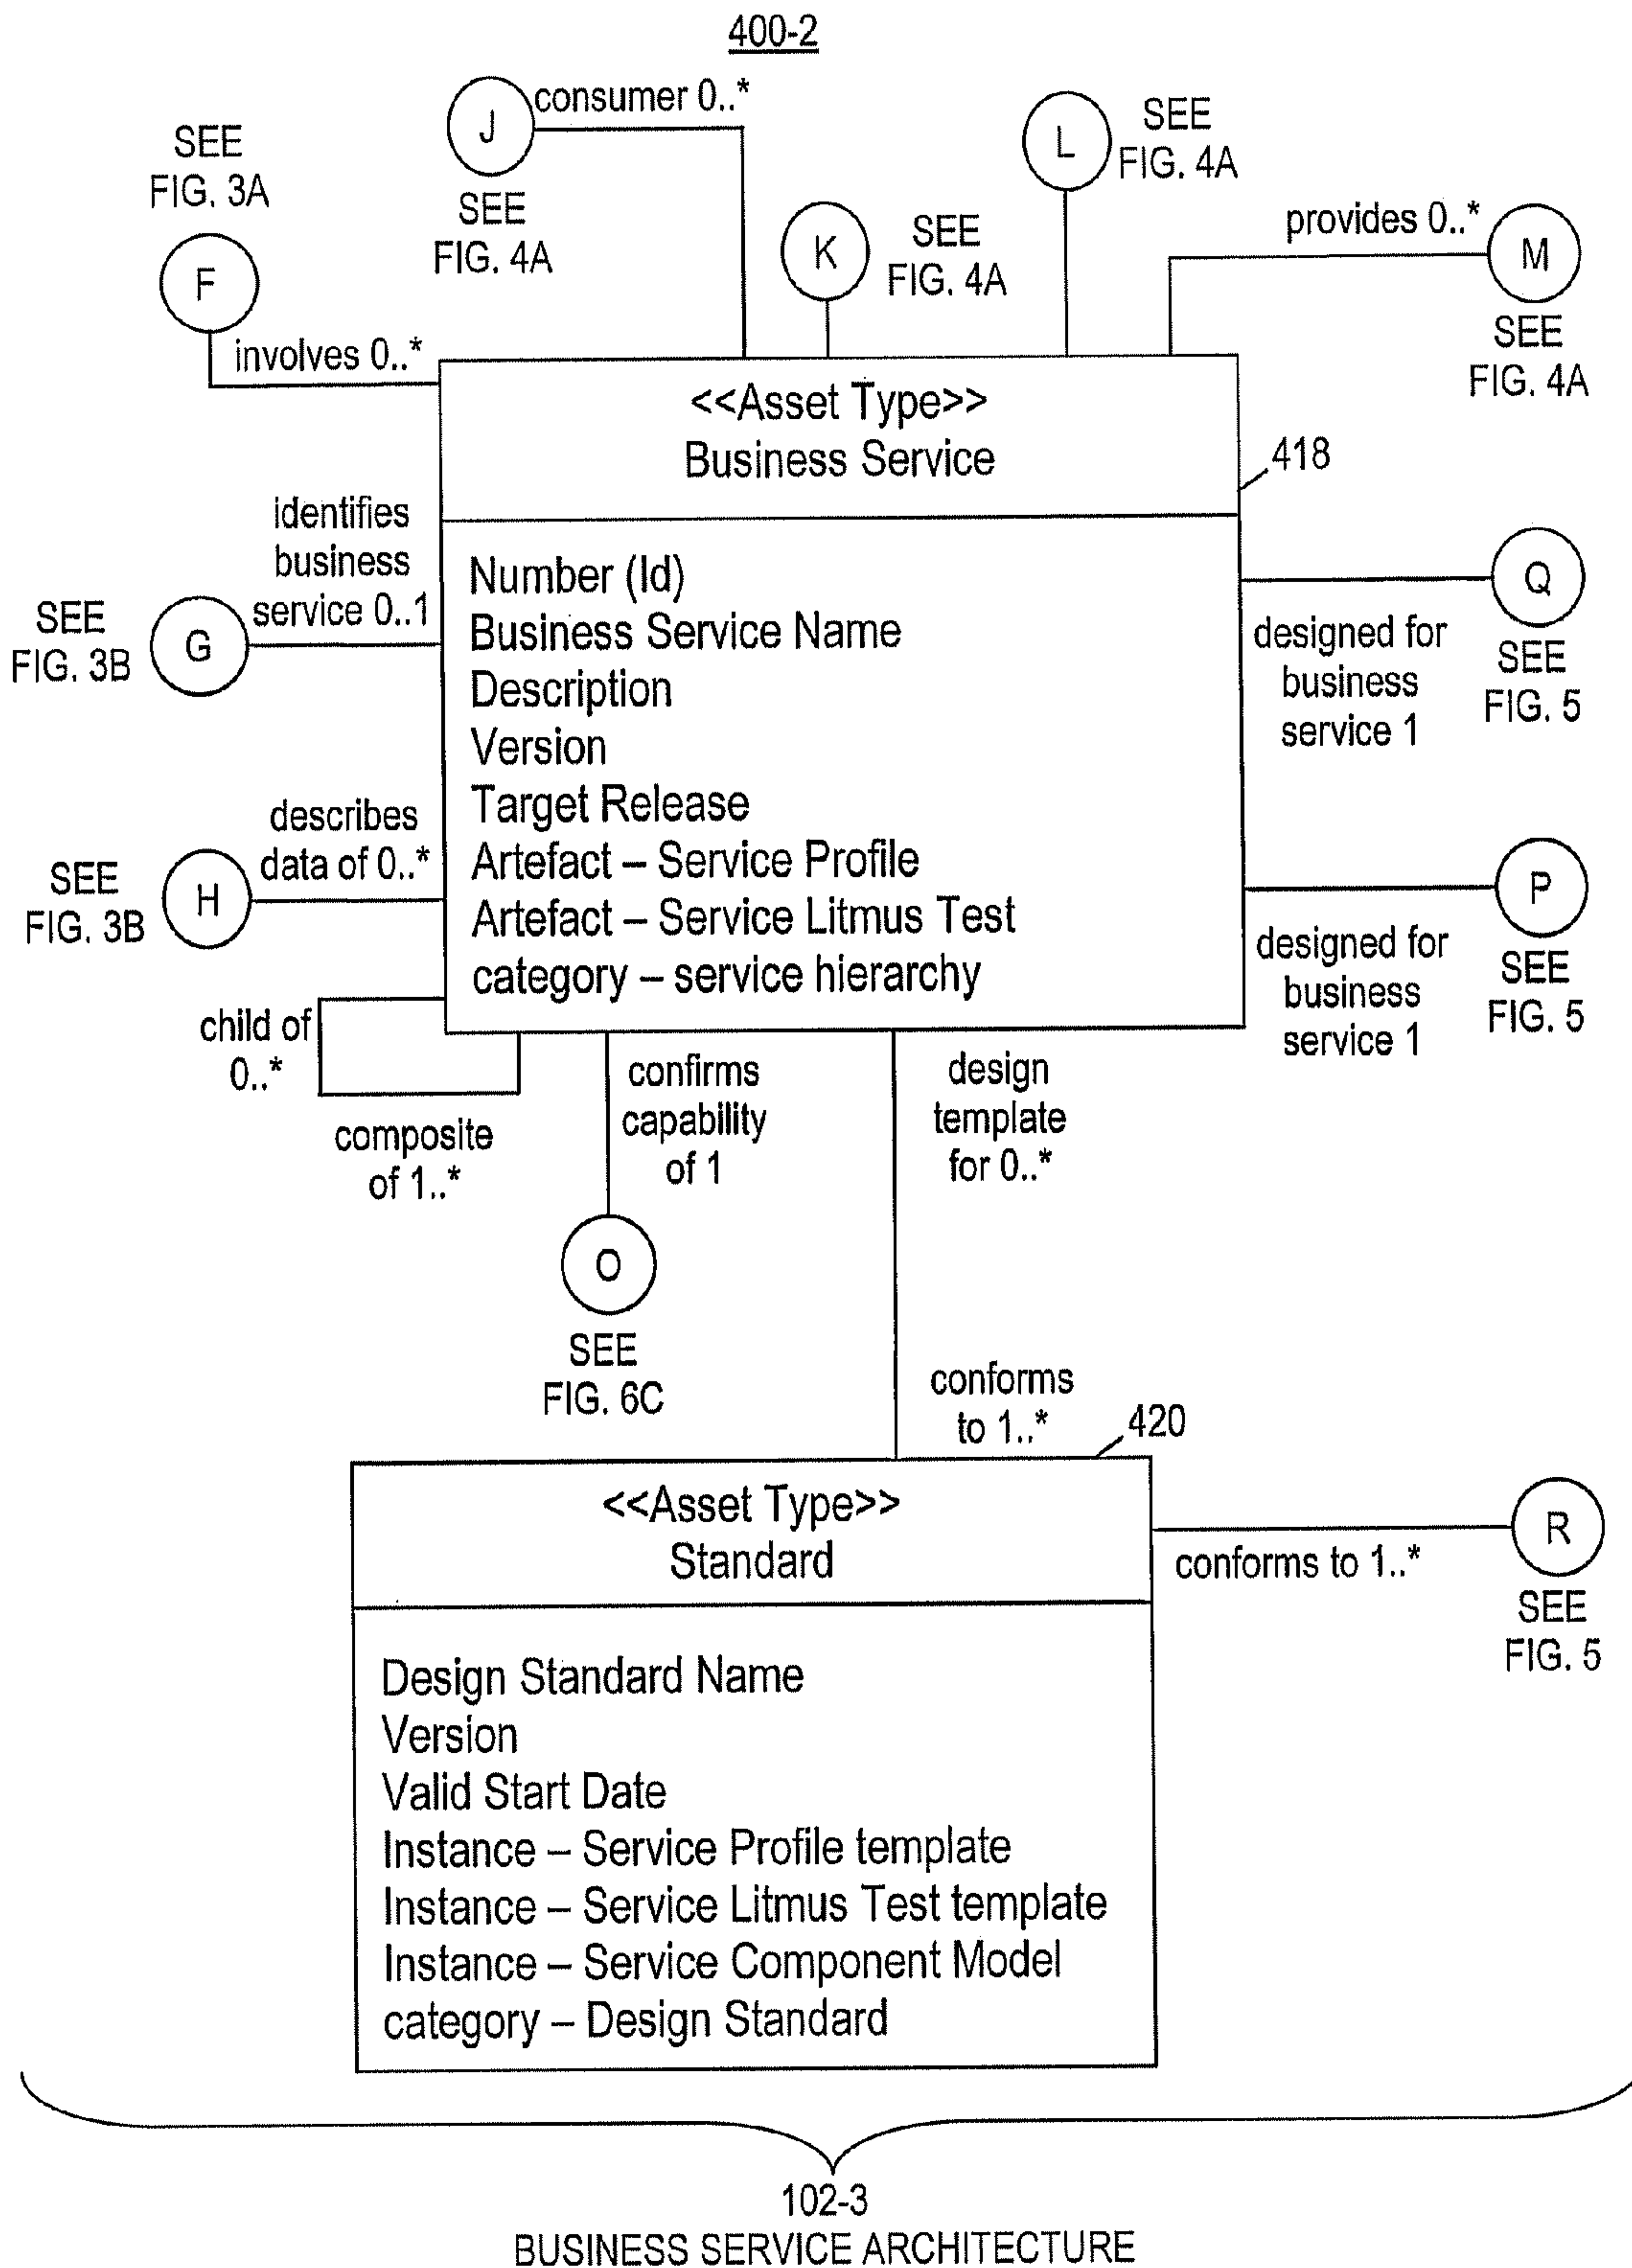 400-2
J
consumer 0..*
SEE
FIG. 4A
L
SEE
FIG. 4A
SEE
FIG. 3A
F
involves 0..*
K
SEE
FIG. 4A
provides 0..*
M
SEE
FIG. 4A
<<Asset Type>>
Business Service
418
Number (Id)
Business Service Name
Description
Version
Target Release
Artefact – Service Profile
Artefact – Service Litmus Test
category – service hierarchy
identifies
business
service 0..1
G
SEE
FIG. 3B
describes
data of 0..*
H
SEE
FIG. 3B
Q
SEE
FIG. 5
designed for
business
service 1
P
SEE
FIG. 5
designed for
business
service 1
child of
0..*
composite
of 1..*
confirms
capability
of 1
O
SEE
FIG. 6C
design
template
for 0..*
conforms
to 1..*
420
<<Asset Type>>
Standard
Design Standard Name
Version
Valid Start Date
Instance – Service Profile template
Instance – Service Litmus Test template
Instance – Service Component Model
category – Design Standard
conforms to 1..*
R
SEE
FIG. 5
102-3
BUSINESS SERVICE ARCHITECTURE